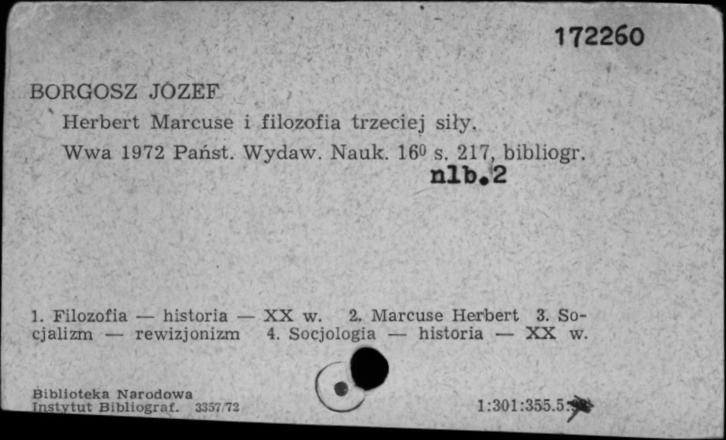 172260
BORGOSZ JÓZEF
Herbert Marcuse i filozofia trzeciej siły.
Wwa 1972 Państ. Wydaw. Nauk. 16⁰ s. 217, bibliogr.
nlb.2
1. Filozofia — historia — XX w. 2. Marcuse Herbert 3. So-
cjalizm — rewizjonizm 4. Socjologia — historia — XX w.
Biblioteka Narodowa
Instytut Bibliograf. 3357/72
1:301:355.5: